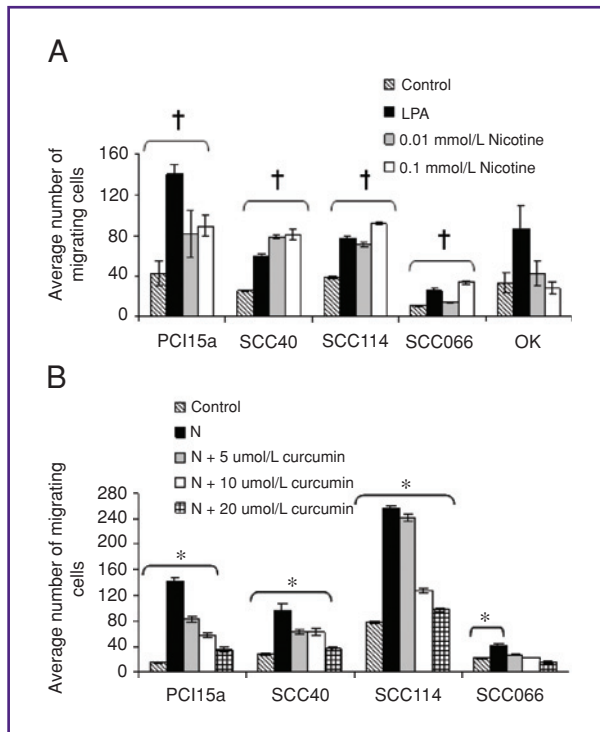 A
Control
LPA
0.01 mmol/L Nicotine
0.1 mmol/L Nicotine
†
†
†
†
Average number of
migrating cells
160
120
80
40
0
PCI15a
SCC40
SCC114
SCC066
OK
B
Control
N
N + 5 umol/L curcumin
N + 10 umol/L curcumin
N + 20 umol/L curcumin
*
*
*
*
Average number of migrating
cells
280
240
200
160
120
80
40
0
PCI15a
SCC40
SCC114
SCC066